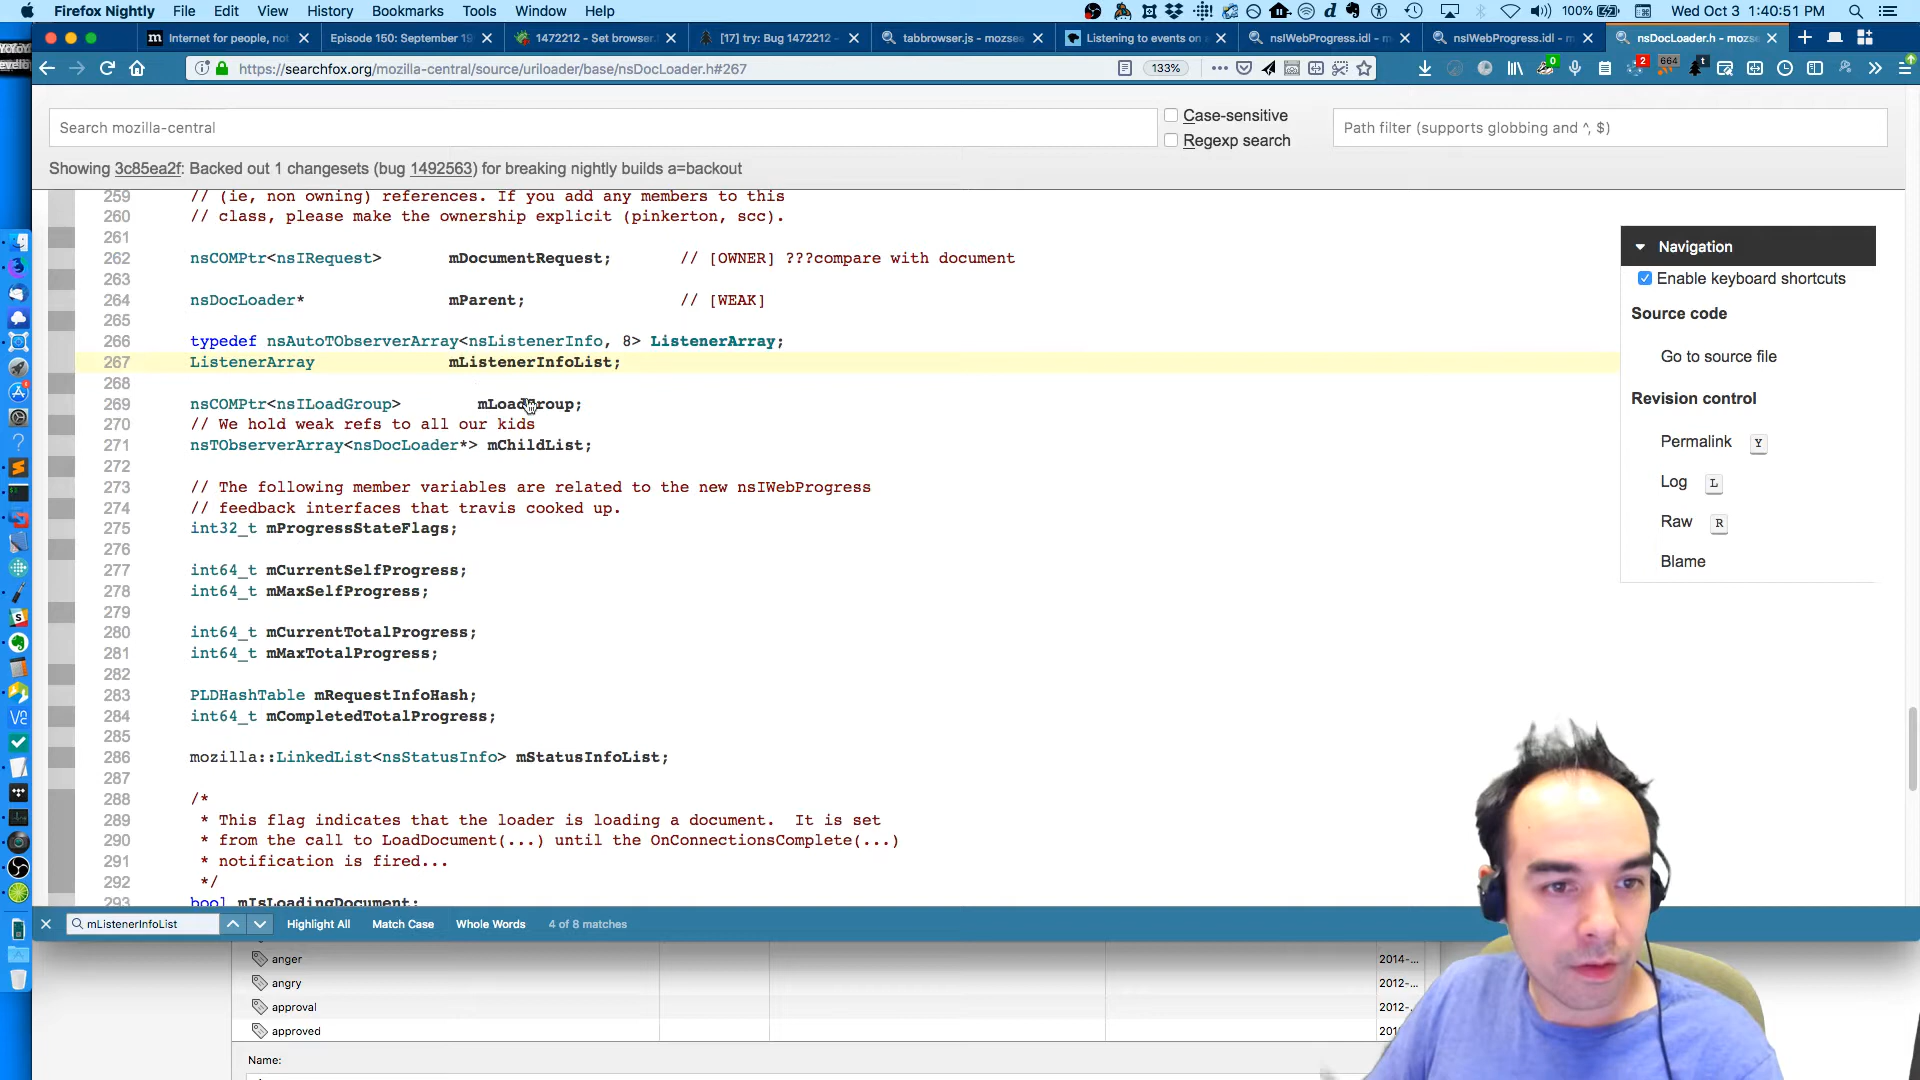 Firefox Nightly File Edit View History Bookmarks Tools Window Help 100% Wed Oct 3 1:40:51 PM
Internet for people, not Episode 150: September 19 1472212 - Set browser. [17] try: Bug 1472212 - tabbrowser.js - mozsea Listening to events on nsIWebProgress.idl - m nsIWebProgress.idl - m nsDocLoader.h - mozse
https://searchfox.org/mozilla-central/source/uriloader/base/nsDocLoader.h#267 133% 0 2 664 t
Search mozilla-central
Case-sensitive
Regexp search
Path filter (supports globbing and ^, $)
Showing 3c85ea2f: Backed out 1 changesets (bug 1492563) for breaking nightly builds a=backout
259 // (ie, non owning) references. If you add any members to this
260 // class, please make the ownership explicit (pinkerton, scc).
261
262 nsCOMPtr<nsIRequest> mDocumentRequest; // [OWNER] ???compare with document
263
264 nsDocLoader* mParent; // [WEAK]
265
266 typedef nsAutoTObserverArray<nsListenerInfo, 8> ListenerArray;
267 ListenerArray mListenerInfoList;
268
269 nsCOMPtr<nsILoadGroup> mLoadGroup;
270 // We hold weak refs to all our kids
271 nsTObserverArray<nsDocLoader*> mChildList;
272
273 // The following member variables are related to the new nsIWebProgress
274 // feedback interfaces that travis cooked up.
275 int32_t mProgressStateFlags;
276
277 int64_t mCurrentSelfProgress;
278 int64_t mMaxSelfProgress;
279
280 int64_t mCurrentTotalProgress;
281 int64_t mMaxTotalProgress;
282
283 PLDHashTable mRequestInfoHash;
284 int64_t mCompletedTotalProgress;
285
286 mozilla::LinkedList<nsStatusInfo> mStatusInfoList;
287
288 /*
289 * This flag indicates that the loader is loading a document. It is set
290 * from the call to LoadDocument(...) until the OnConnectionsComplete(...)
291 * notification is fired...
292 */
293 bool mIsLoadingDocument;
Navigation
Enable keyboard shortcuts
Source code
Go to source file
Revision control
Permalink Y
Log L
Raw R
Blame
mListenerInfoList Highlight All Match Case Whole Words 4 of 8 matches
anger 2014-...
angry 2012-...
approval 2012-...
approved
Name: